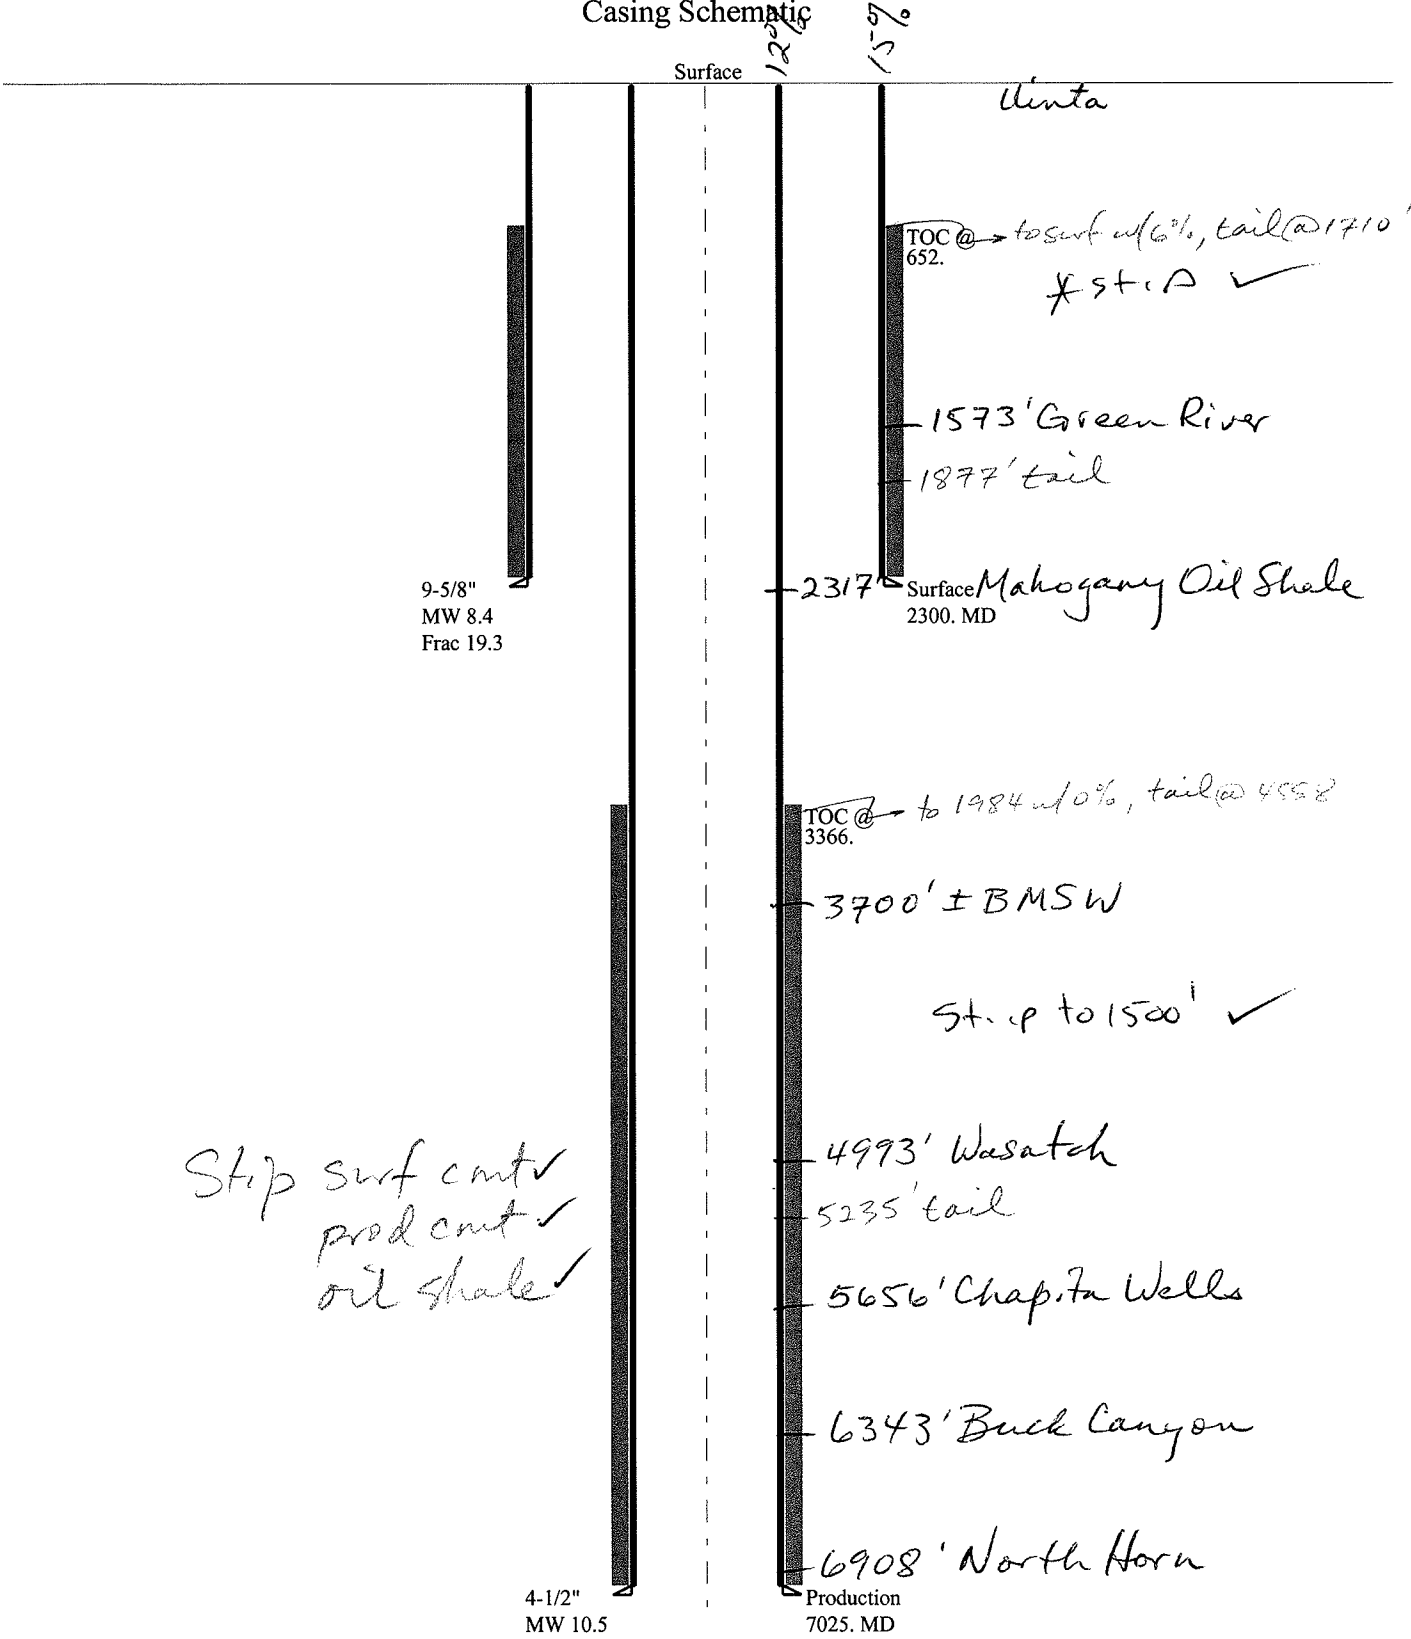 Casing Schematic
12%
15%
Surface
Uinta
TOC @ → to surf w/6%, tail @ 1710'
652.
* stip ✓
1573' Green River
1877' tail
2317' Mahogany Oil Shale
Surface
2300. MD
9-5/8"
MW 8.4
Frac 19.3
TOC @ → to 1984 w/0%, tail @ 4558
3366.
3700' ± BMSW
Stip to 1500' ✓
4993' Wasatch
5235' tail
Stip surf cmt ✓
prod cmt ✓
oil shale ✓
5656' Chapita Wells
6343' Buck Canyon
6908' North Horn
4-1/2"
MW 10.5
Production
7025. MD